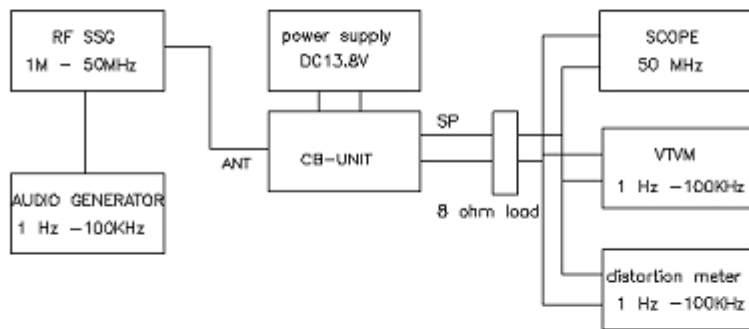 RF SSG
1M - 50MHz
power supply
DC13.8V
SCOPE
50 MHz
SP
ANT
CB-UNIT
VTVM
1 Hz -100KHz
AUDIO GENERATOR
1 Hz -100KHz
8 ohm load
distortion meter
1 Hz -100KHz